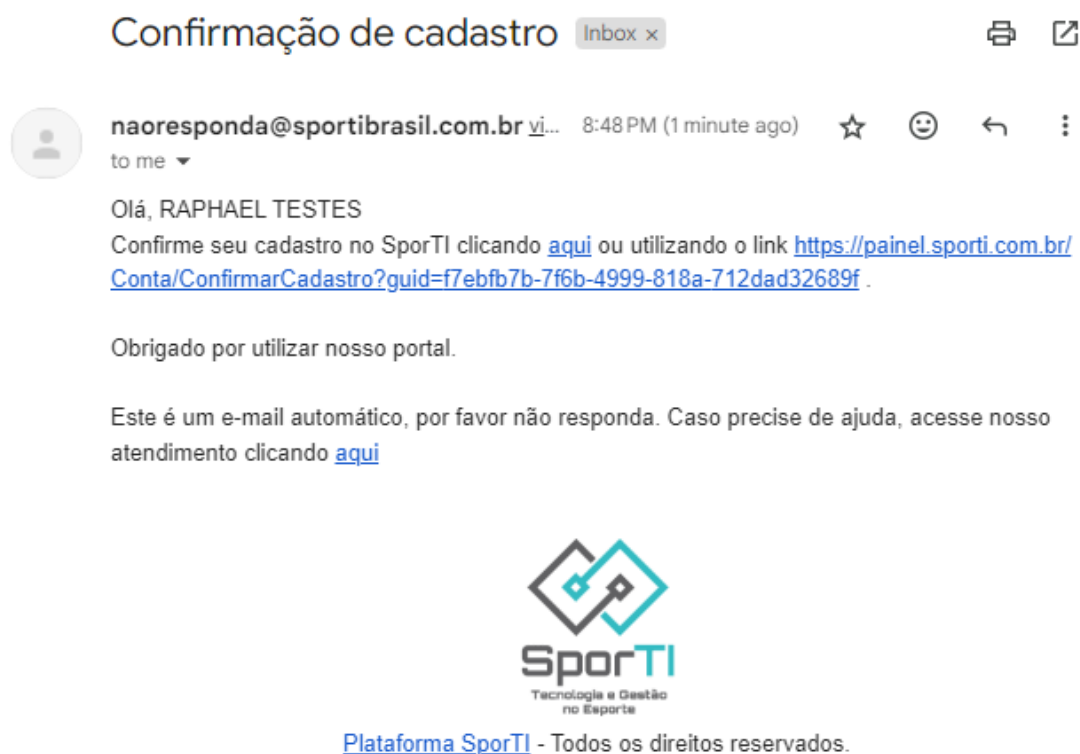 Confirmação de cadastro Inbox ×
naoresponda@sportibrasil.com.br vi... 8:48 PM (1 minute ago)
to me
Olá, RAPHAEL TESTES
Confirme seu cadastro no SporTI clicando aqui ou utilizando o link https://painel.sporti.com.br/
Conta/ConfirmarCadastro?guid=f7ebfb7b-7f6b-4999-818a-712dad32689f .
Obrigado por utilizar nosso portal.
Este é um e-mail automático, por favor não responda. Caso precise de ajuda, acesse nosso
atendimento clicando aqui
SporTI
Tecnologia e Gestão
no Esporte
Plataforma SporTI - Todos os direitos reservados.